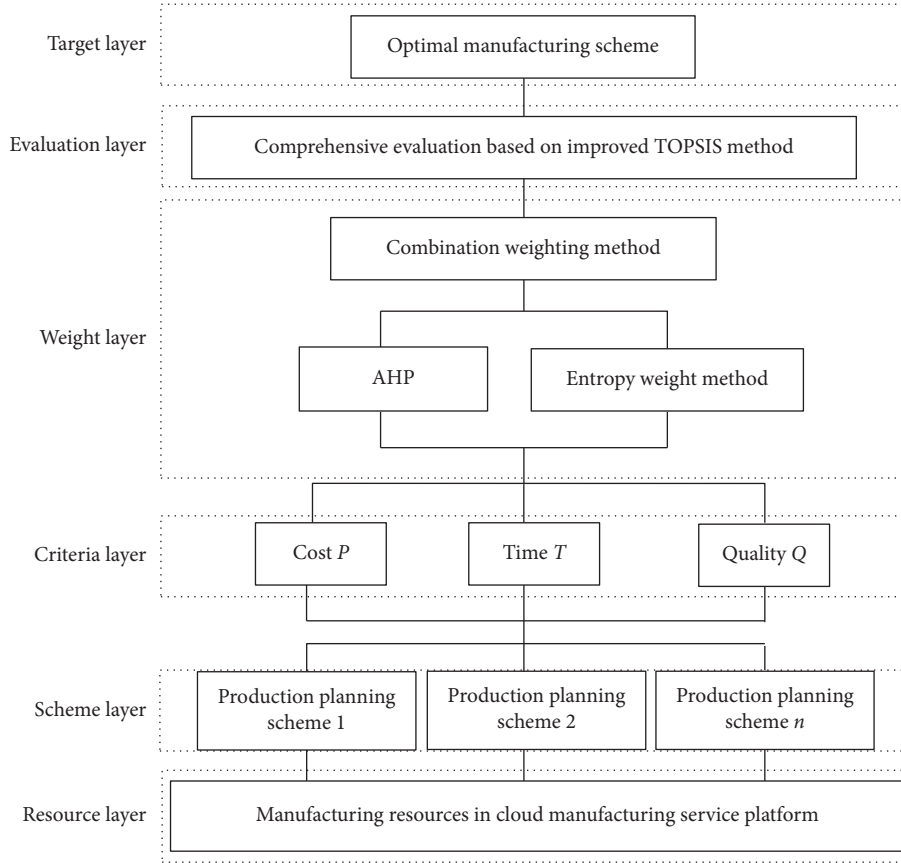 Target layer
Optimal manufacturing scheme
Evaluation layer
Comprehensive evaluation based on improved TOPSIS method
Combination weighting method
Weight layer
AHP
Entropy weight method
Criteria layer
Cost P
Time T
Quality Q
Scheme layer
Production planning
scheme 1
Production planning
scheme 2
Production planning
scheme n
Resource layer
Manufacturing resources in cloud manufacturing service platform